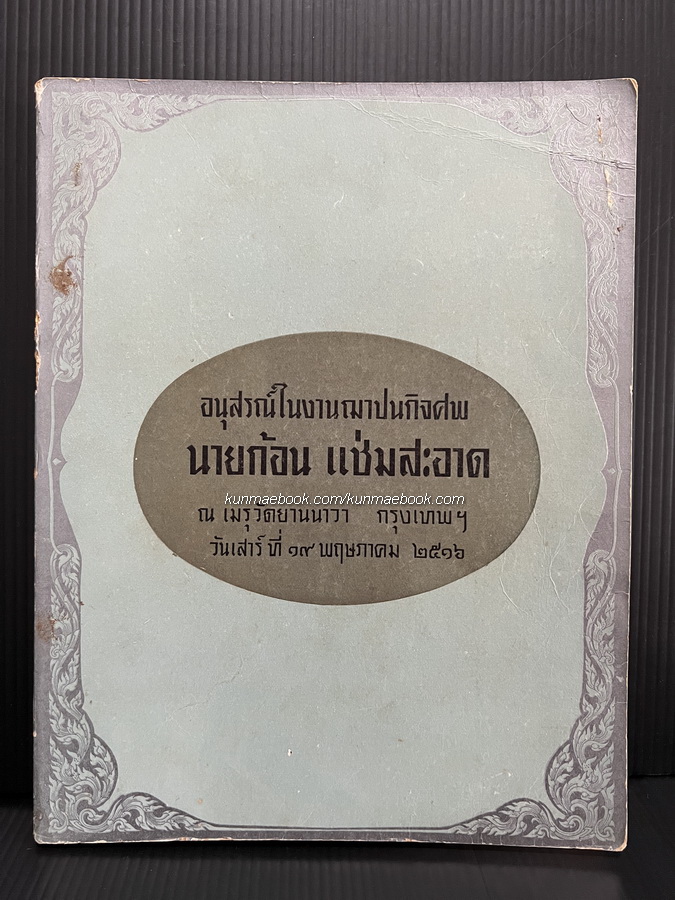 อนุสรณ์ในงานฌาปนกิจศพ
นายก้อน แช่มสะอาด
kunmaebook.com/kunmaebook.com
ณ เมรุวัดยานนาวา กรุงเทพฯ
วันเสาร์ ที่ ๑๙ พฤษภาคม ๒๕๑๖